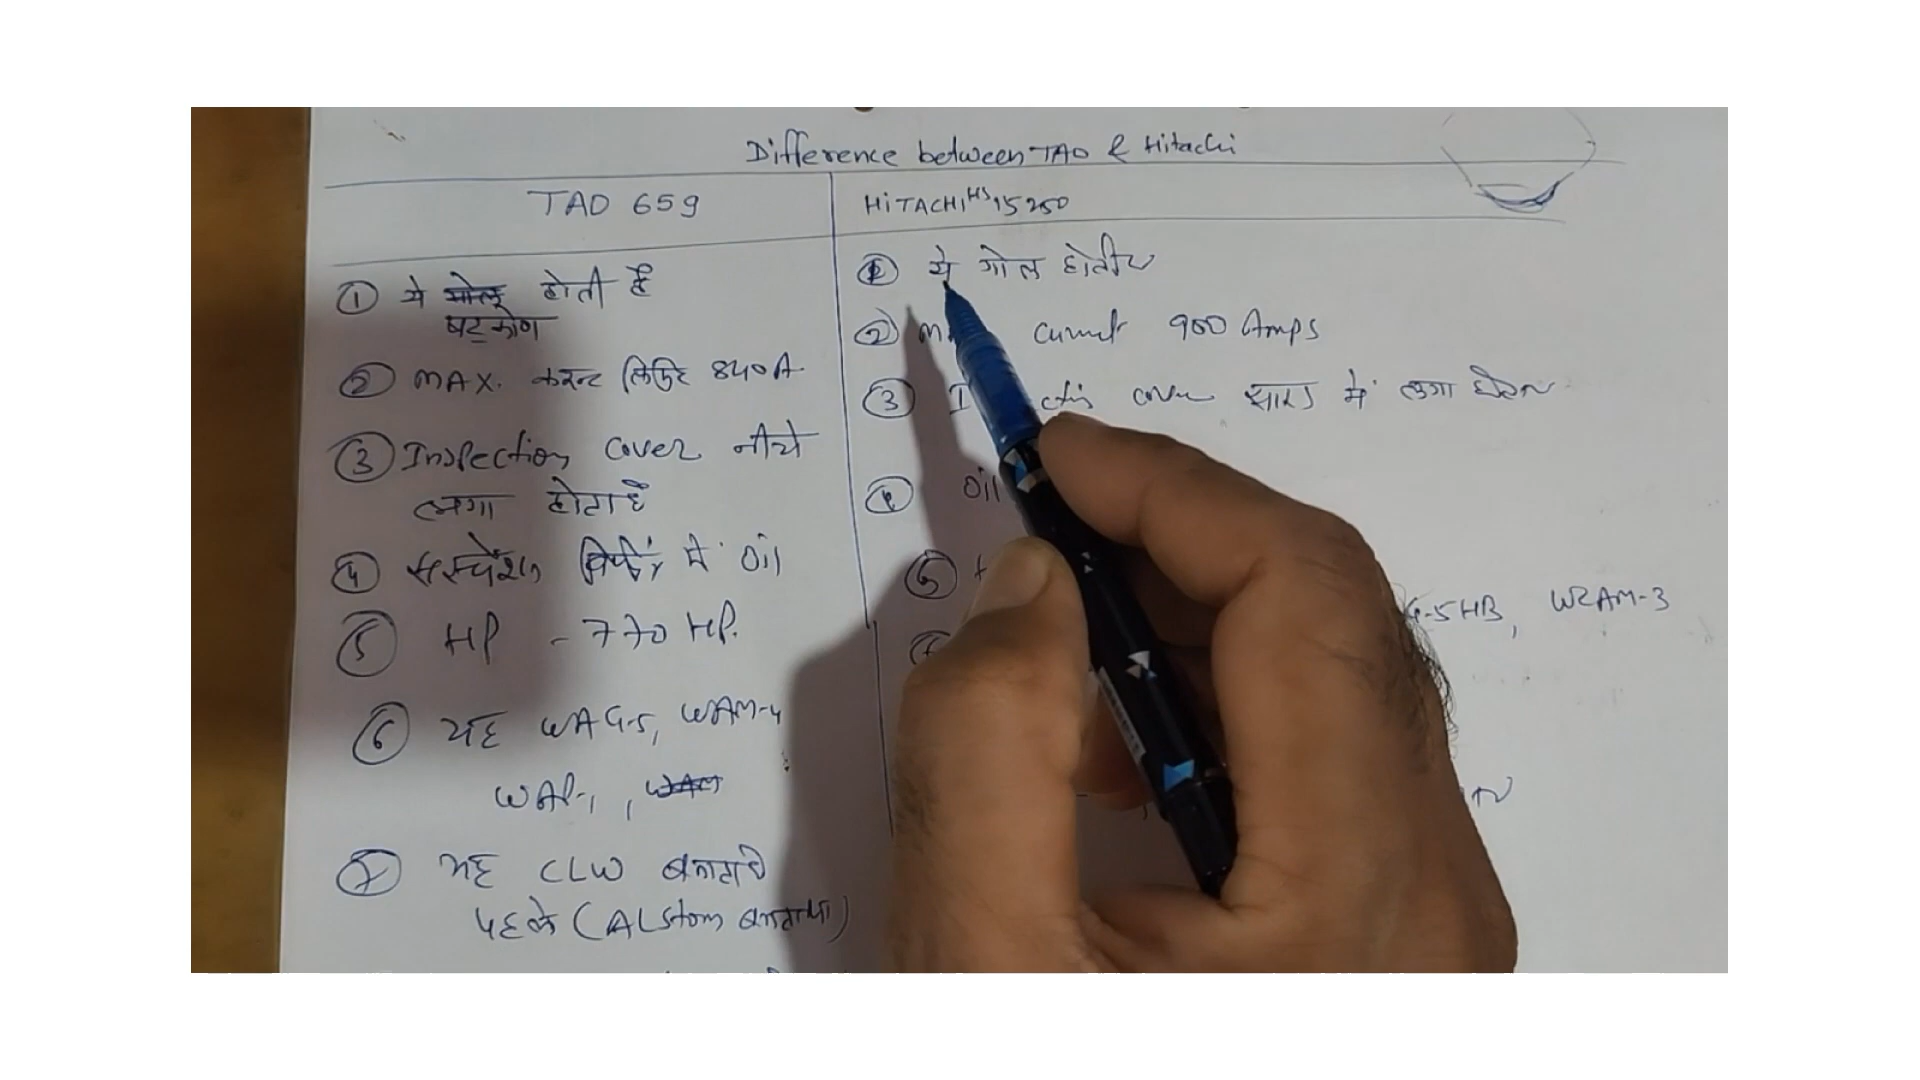 Difference between TAO & Hitachi
TAO 659
HITACHI HS 15250
① ये होती है
षट्कोण
② MAX. करन्ट लिमिट 840A
③ Inspection cover नीचे
लगा होता है
④ सस्पेंशन में oil
⑤ HP - 770 HP.
⑥ यह WAG-5, WAM-4
WAP-1,
⑦ यह CLW बनाता है
पहले (ALstom बनाता था)
① ये गोल होती है
② current 900 Amps
③ cover साइड में लगा होता है
④ oil
⑤
G-5HB, WCAM-3